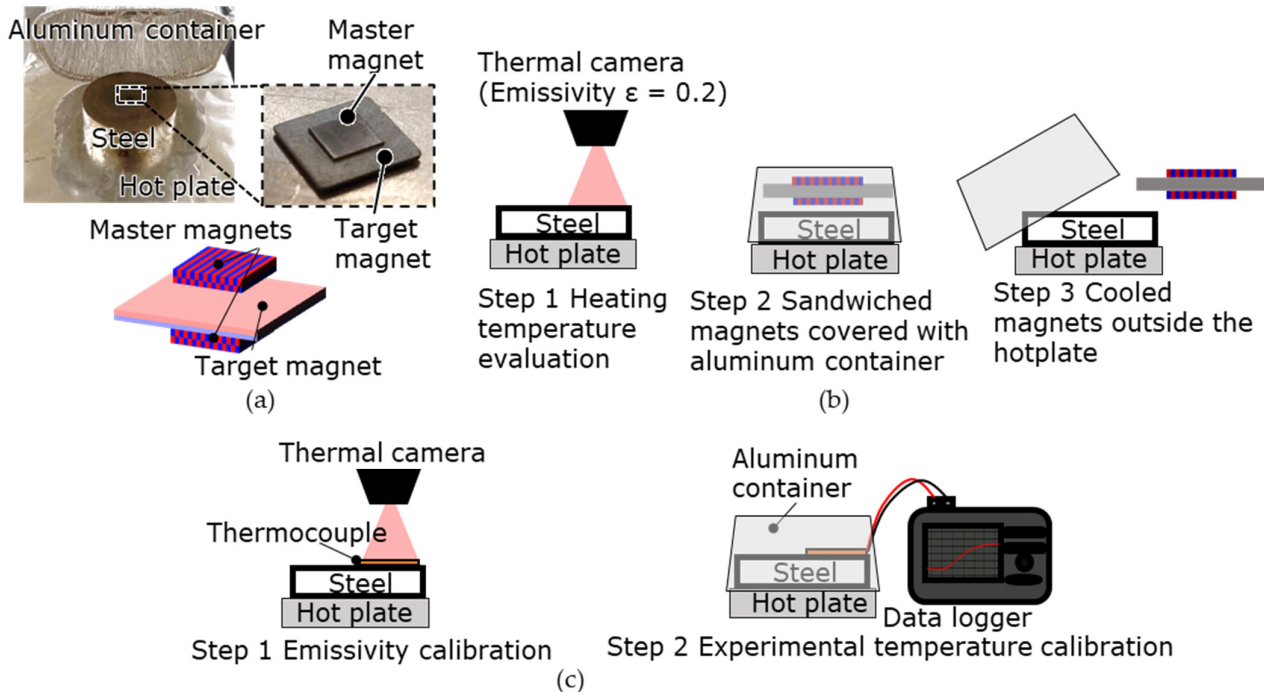 Aluminum container
Master
magnet
Steel
Hot plate
Target
magnet
Master magnets
Target magnet
(a)
Thermal camera
(Emissivity ε = 0.2)
Steel
Hot plate
Step 1 Heating
temperature
evaluation
Steel
Hot plate
Step 2 Sandwiched
magnets covered with
aluminum container
Steel
Hot plate
Step 3 Cooled
magnets outside the
hotplate
(b)
Thermal camera
Thermocouple
Steel
Hot plate
Step 1 Emissivity calibration
Aluminum
container
Steel
Hot plate
Data logger
Step 2 Experimental temperature calibration
(c)